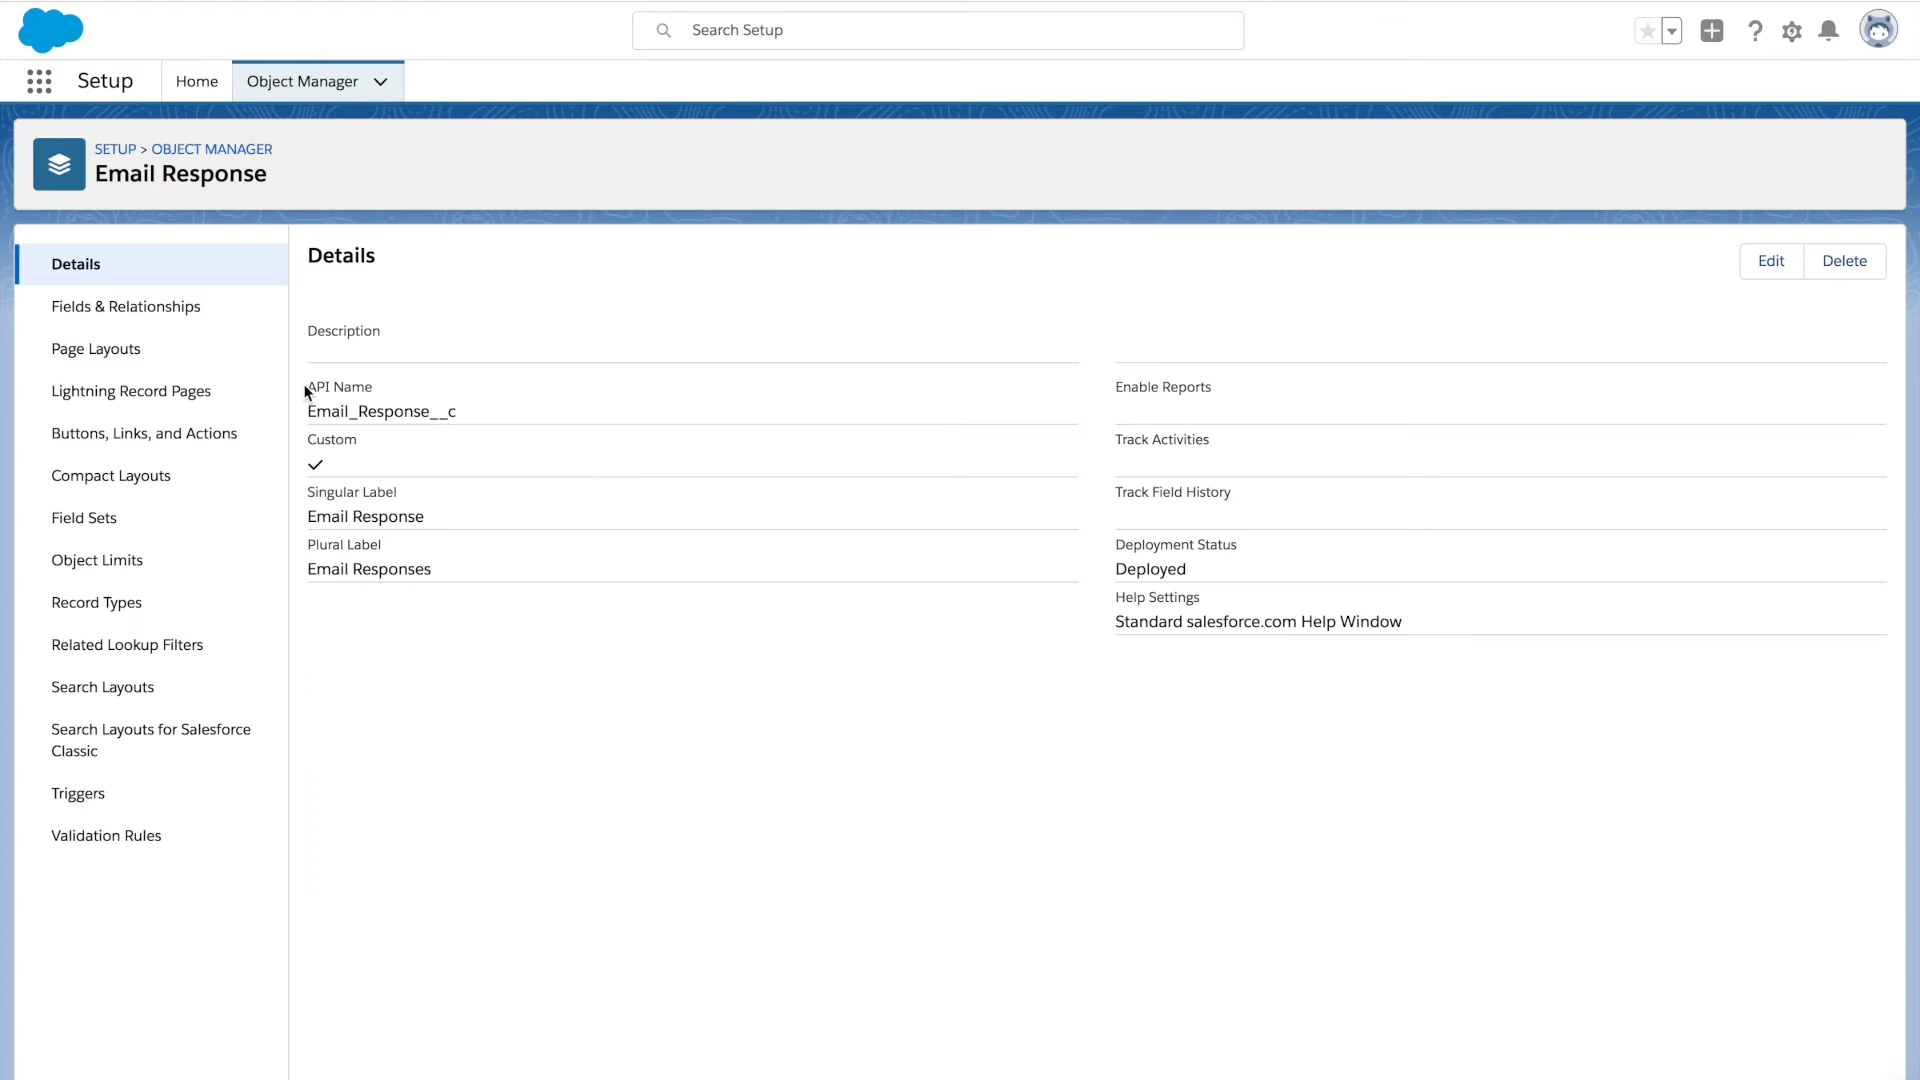 Search Setup
Setup
Home
Object Manager
SETUP > OBJECT MANAGER
Email Response
Details
Fields & Relationships
Page Layouts
Lightning Record Pages
Buttons, Links, and Actions
Compact Layouts
Field Sets
Object Limits
Record Types
Related Lookup Filters
Search Layouts
Search Layouts for Salesforce
Classic
Triggers
Validation Rules
Details
Edit
Delete
Description
API Name
Email_Response__c
Custom
Singular Label
Email Response
Plural Label
Email Responses
Enable Reports
Track Activities
Track Field History
Deployment Status
Deployed
Help Settings
Standard salesforce.com Help Window